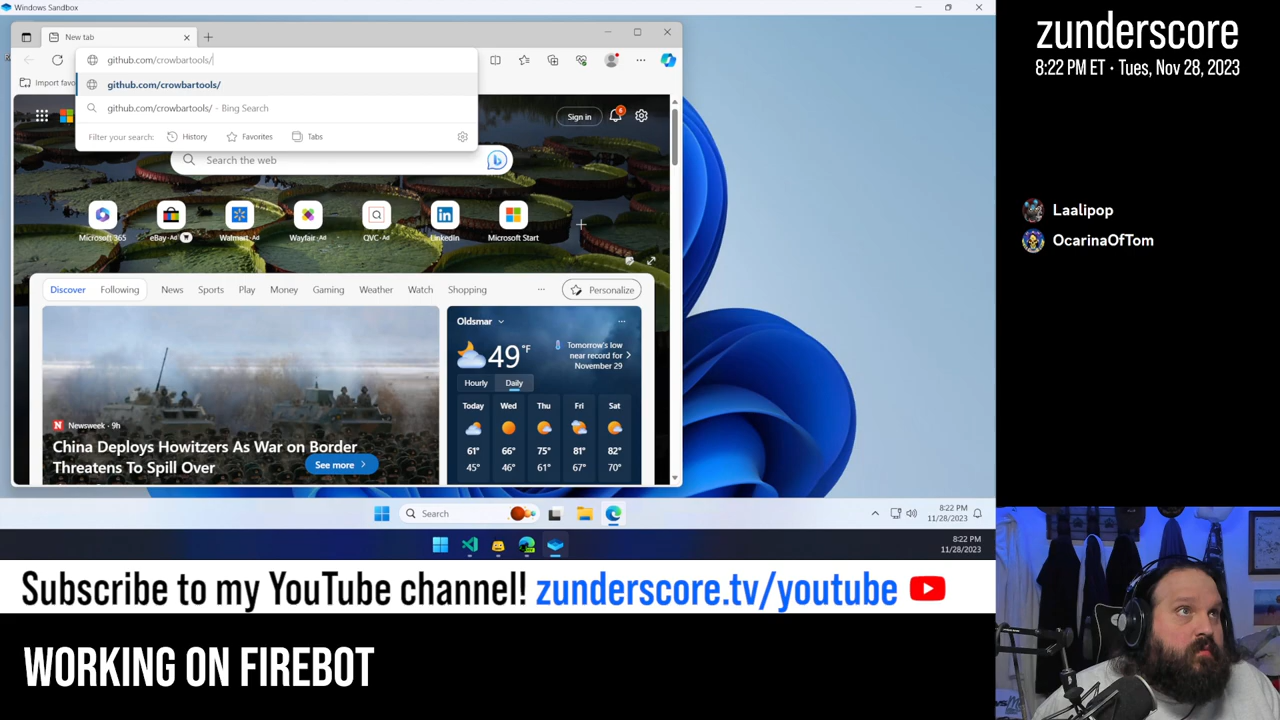 Windows Sandbox
New tab
github.com/crowbartools/
Import favo
github.com/crowbartools/
github.com/crowbartools/ - Bing Search
Filter your search: History Favorites Tabs
Sign in
6
Search the web
Microsoft 365
eBay · Ad
Walmart · Ad
Wayfair · Ad
QVC · Ad
LinkedIn
Microsoft Start
Discover Following News Sports Play Money Gaming Weather Watch Shopping ... Personalize
Newsweek · 9h
China Deploys Howitzers As War on Border
Threatens To Spill Over
See more
Oldsmar
49 °F
Tomorrow's low
near record for
November 29
Hourly Daily
Today Wed Thu Fri Sat
61° 66° 75° 81° 82°
45° 46° 61° 67° 70°
Search
8:22 PM
11/28/2023
8:22 PM
11/28/2023
Subscribe to my YouTube channel! zunderscore.tv/youtube
WORKING ON FIREBOT
zunderscore
8:22 PM ET · Tues, Nov 28, 2023
Laalipop
OcarinaOfTom